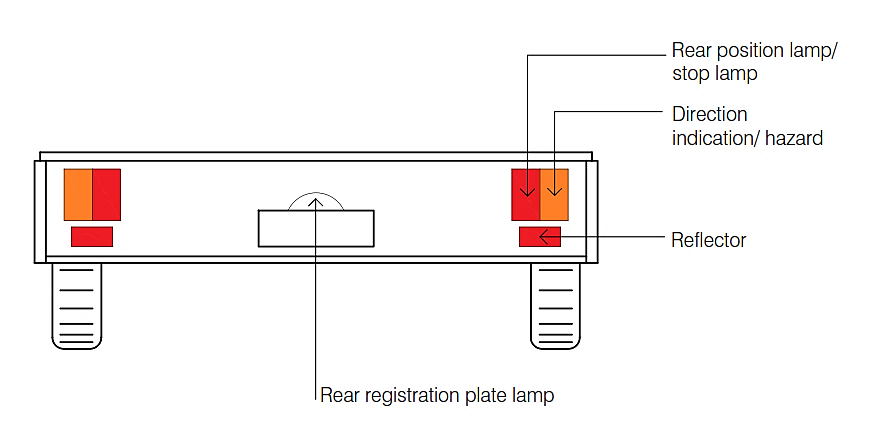 Rear position lamp/
stop lamp
Direction
indication/ hazard
Reflector
Rear registration plate lamp